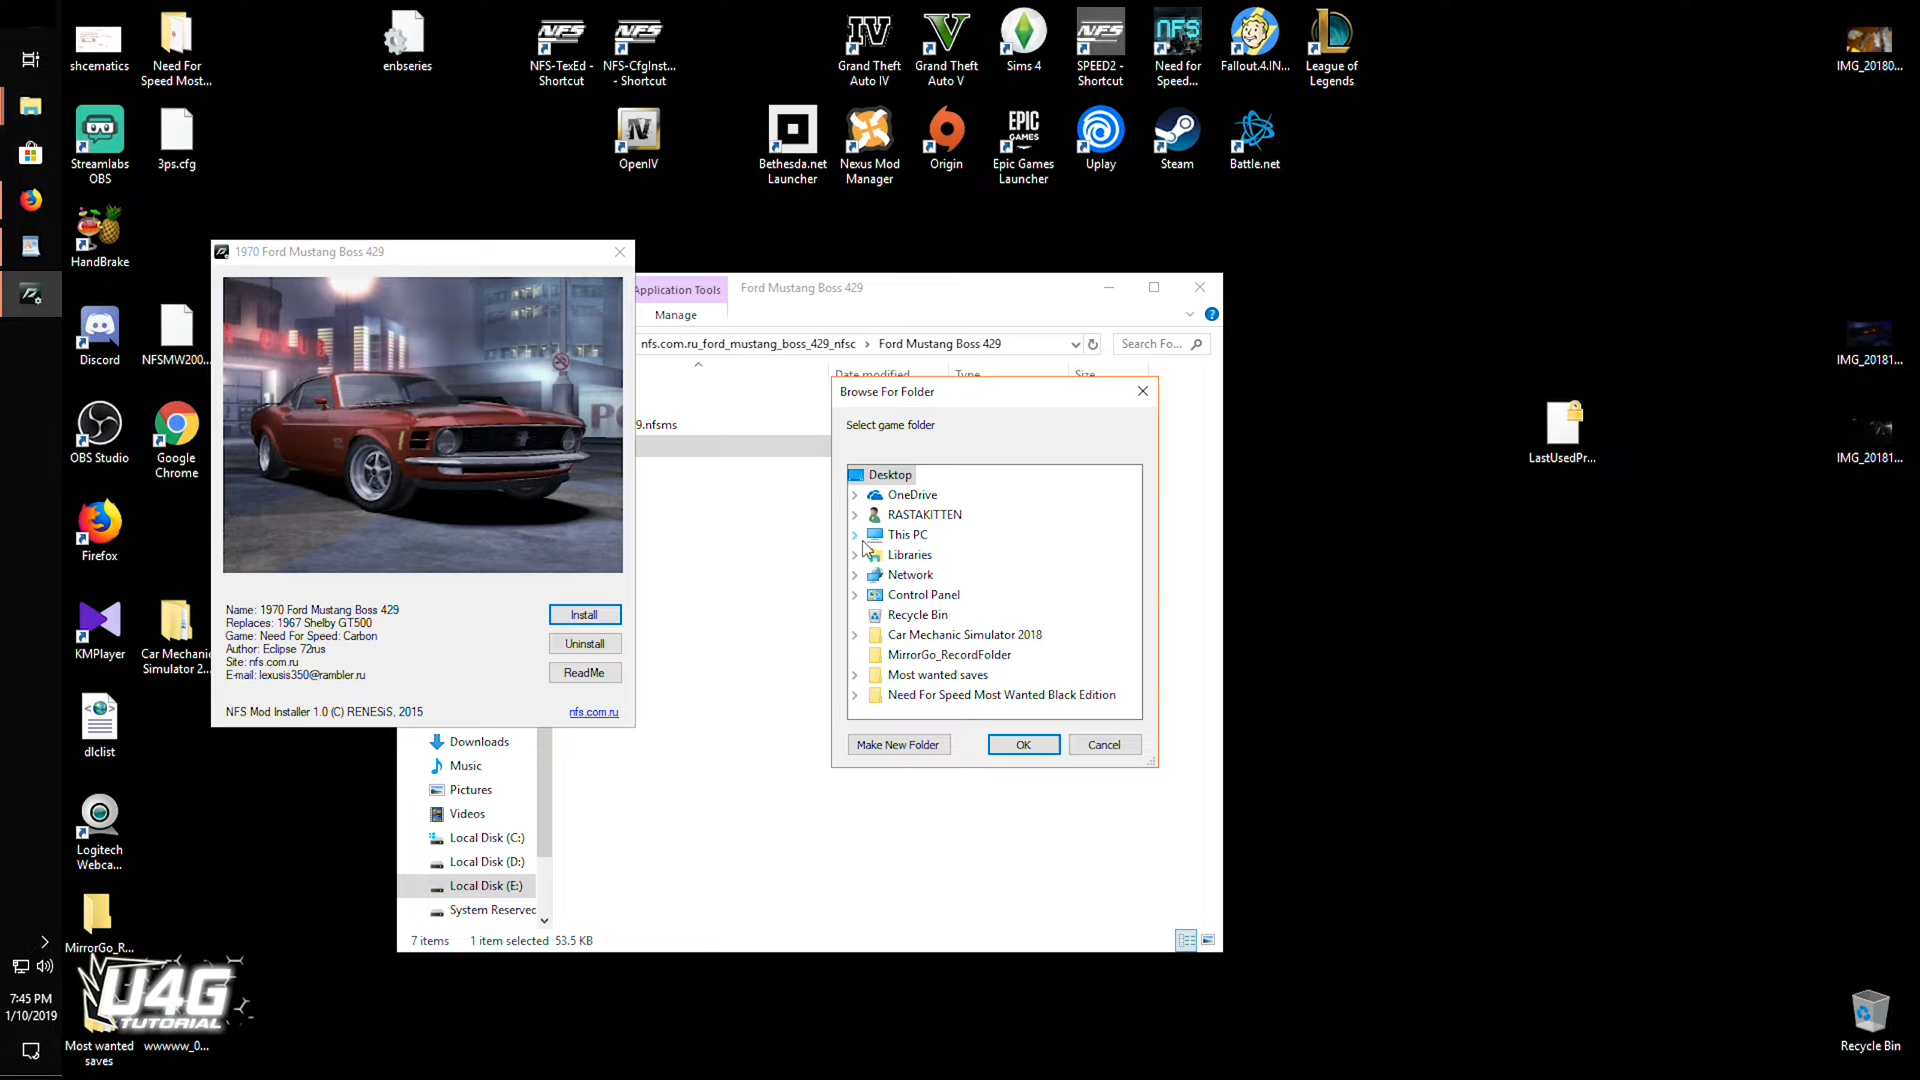 shcematics
Need For
Speed Most...
enbseries
NFS-TexEd -
Shortcut
NFS-CfgInst...
- Shortcut
Grand Theft
Auto IV
Grand Theft
Auto V
Sims 4
SPEED2 -
Shortcut
Need for
Speed...
Fallout.4.IN...
League of
Legends
IMG_20180...
Streamlabs
OBS
3ps.cfg
OpenIV
Bethesda.net
Launcher
Nexus Mod
Manager
Origin
EPIC
GAMES
Epic Games
Launcher
Uplay
Steam
Battle.net
HandBrake
Discord
NFSMW200...
IMG_20181...
OBS Studio
Google
Chrome
LastUsedPr...
IMG_20181...
Firefox
KMPlayer
Car Mechanic
Simulator 2...
dlclist
Logitech
Webca...
MirrorGo_R...
1970 Ford Mustang Boss 429
Name: 1970 Ford Mustang Boss 429
Replaces: 1967 Shelby GT500
Game: Need For Speed: Carbon
Author: Eclipse 72rus
Site: nfs.com.ru
E-mail: lexusis350@rambler.ru
Install
Uninstall
ReadMe
NFS Mod Installer 1.0 (C) RENESiS, 2015
nfs.com.ru
Application Tools
Ford Mustang Boss 429
Manage
nfs.com.ru_ford_mustang_boss_429_nfsc > Ford Mustang Boss 429
Search Fo...
Date modified
Type
Size
9.nfsms
Browse For Folder
Select game folder
Desktop
OneDrive
RASTAKITTEN
This PC
Libraries
Network
Control Panel
Recycle Bin
Car Mechanic Simulator 2018
MirrorGo_RecordFolder
Most wanted saves
Need For Speed Most Wanted Black Edition
Make New Folder
OK
Cancel
Downloads
Music
Pictures
Videos
Local Disk (C:)
Local Disk (D:)
Local Disk (E:)
System Reserved
7 items
1 item selected 53.5 KB
7:45 PM
1/10/2019
U4G
TUTORIAL
Most wanted
saves
wwwww_0...
Recycle Bin